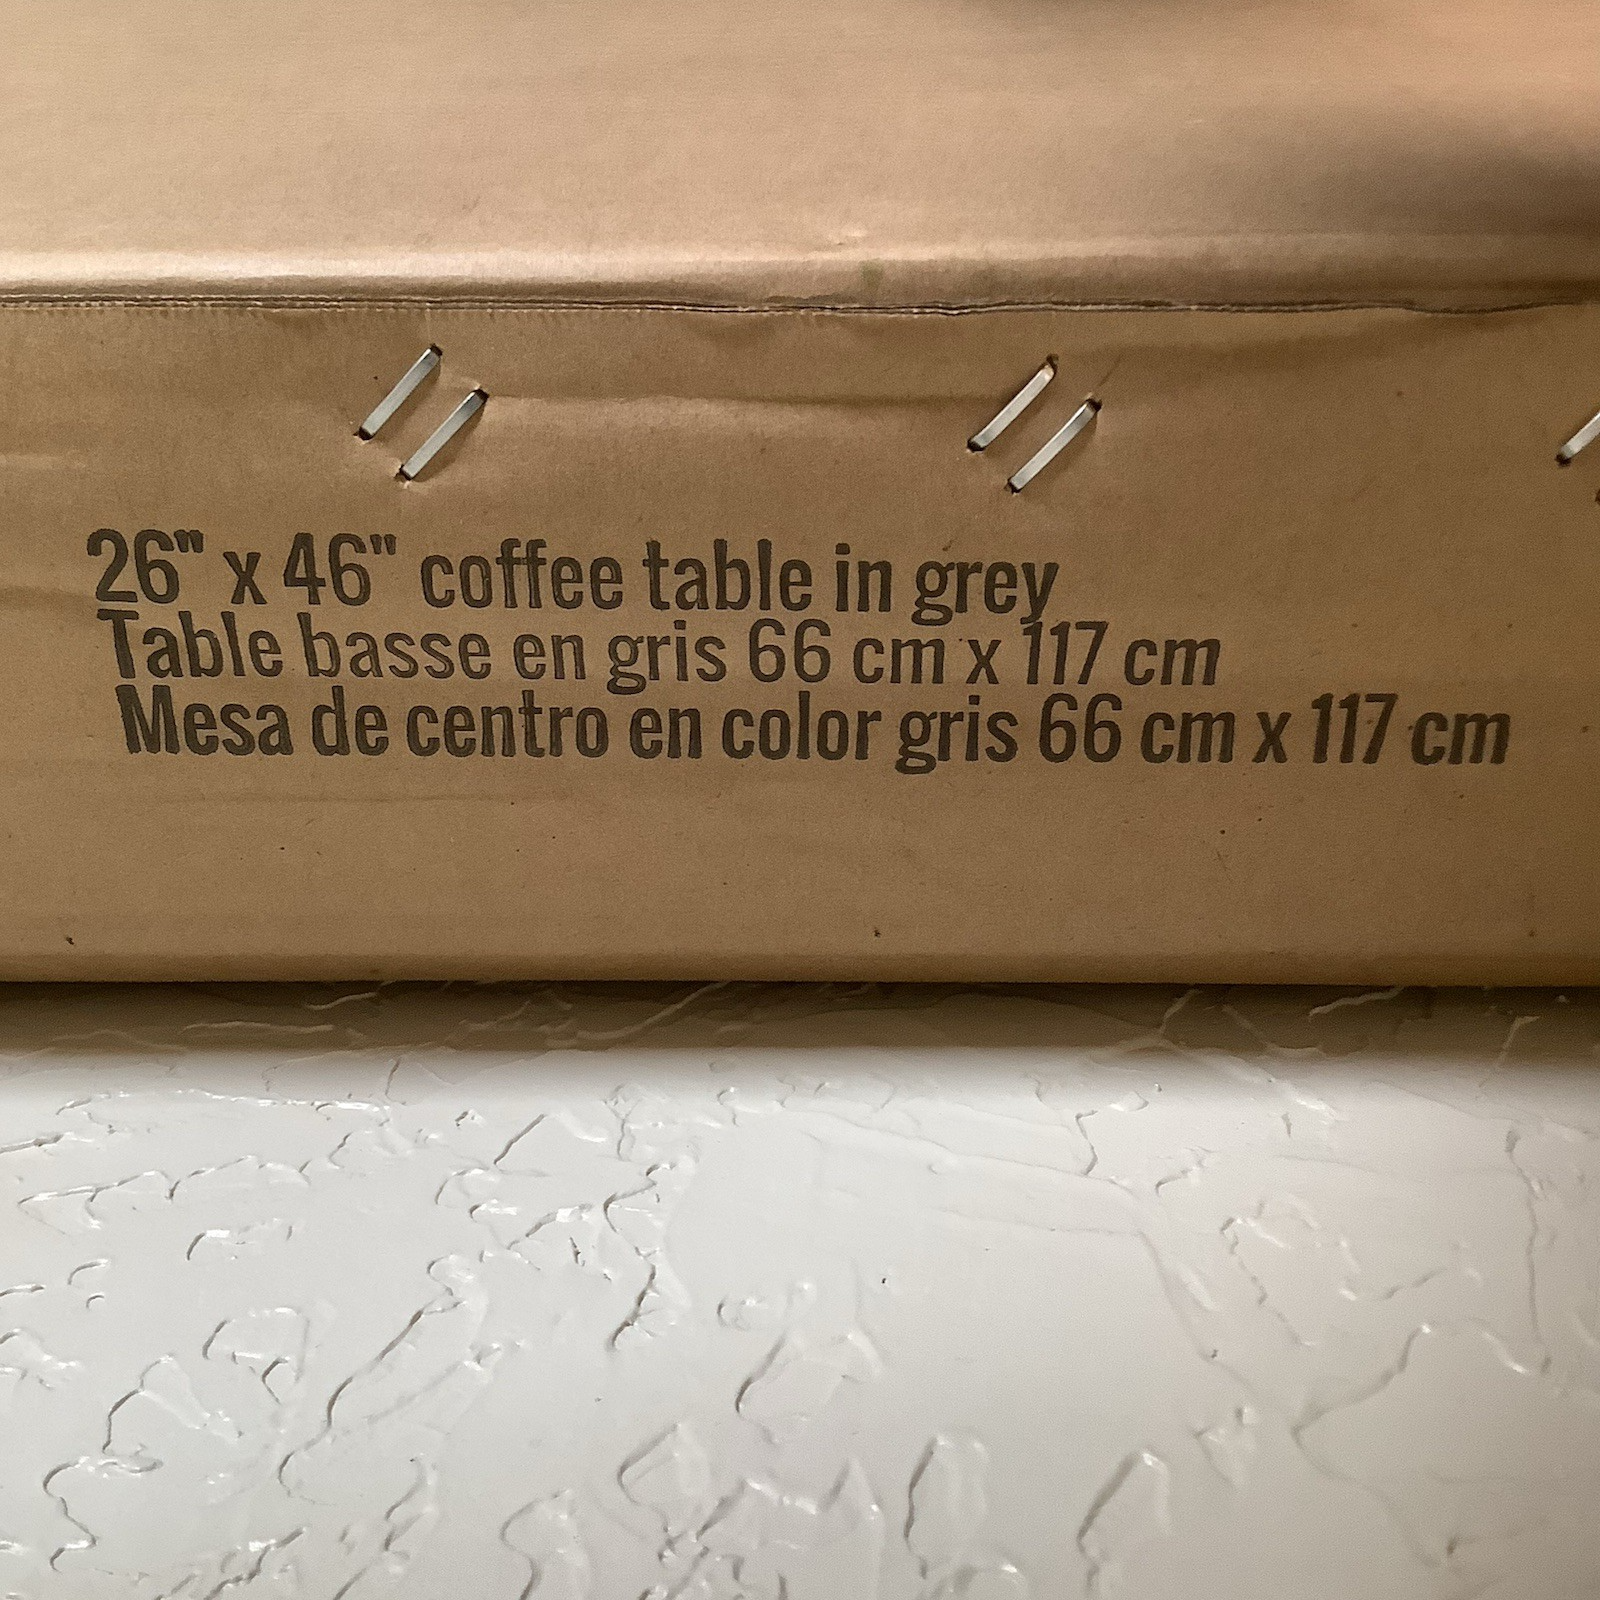 26" x 46" coffee table in grey
Table basse en gris 66 cm x 117 cm
Mesa de centro en color gris 66 cm x 117 cm